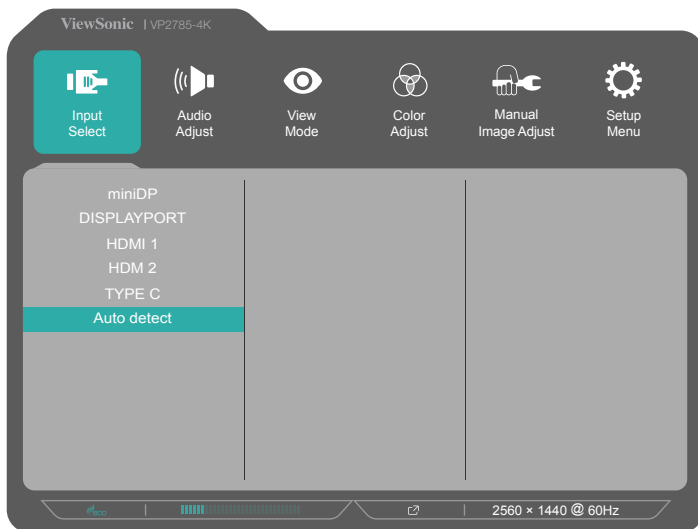 ViewSonic | VP2785-4K
Input
Select
Audio
Adjust
View
Mode
Color
Adjust
Manual
Image Adjust
Setup
Menu
miniDP
DISPLAYPORT
HDMI 1
HDM 2
TYPE C
Auto detect
eco
2560 × 1440 @ 60Hz